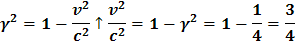 γ² = 1 − v²/c² ↑ v²/c² = 1 − γ² = 1 − 1/4 = 3/4